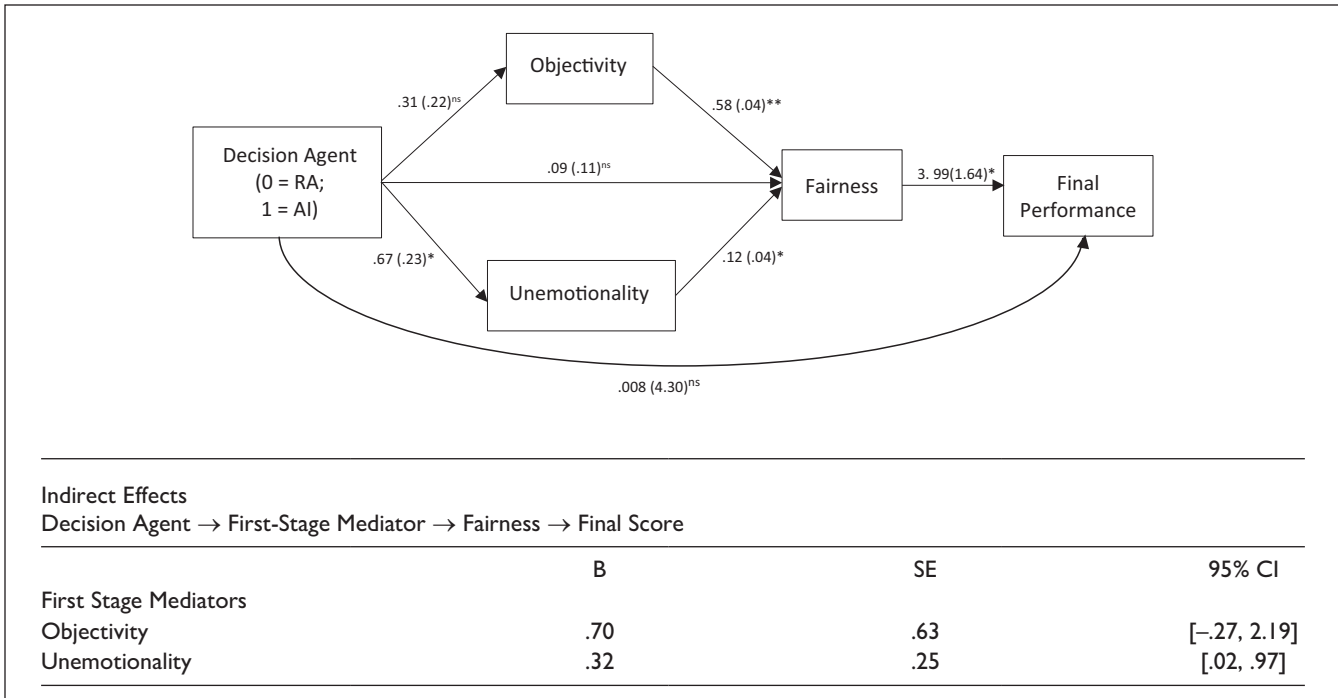 Objectivity
.31 (.22)ns
.58 (.04)**
Decision Agent
(0 = RA;
1 = AI)
.09 (.11)ns
Fairness
3. 99(1.64)*
Final
Performance
.67 (.23)*
.12 (.04)*
Unemotionality
.008 (4.30)ns
Indirect Effects
Decision Agent → First-Stage Mediator → Fairness → Final Score
B SE 95% CI
First Stage Mediators
Objectivity .70 .63 [–.27, 2.19]
Unemotionality .32 .25 [.02, .97]